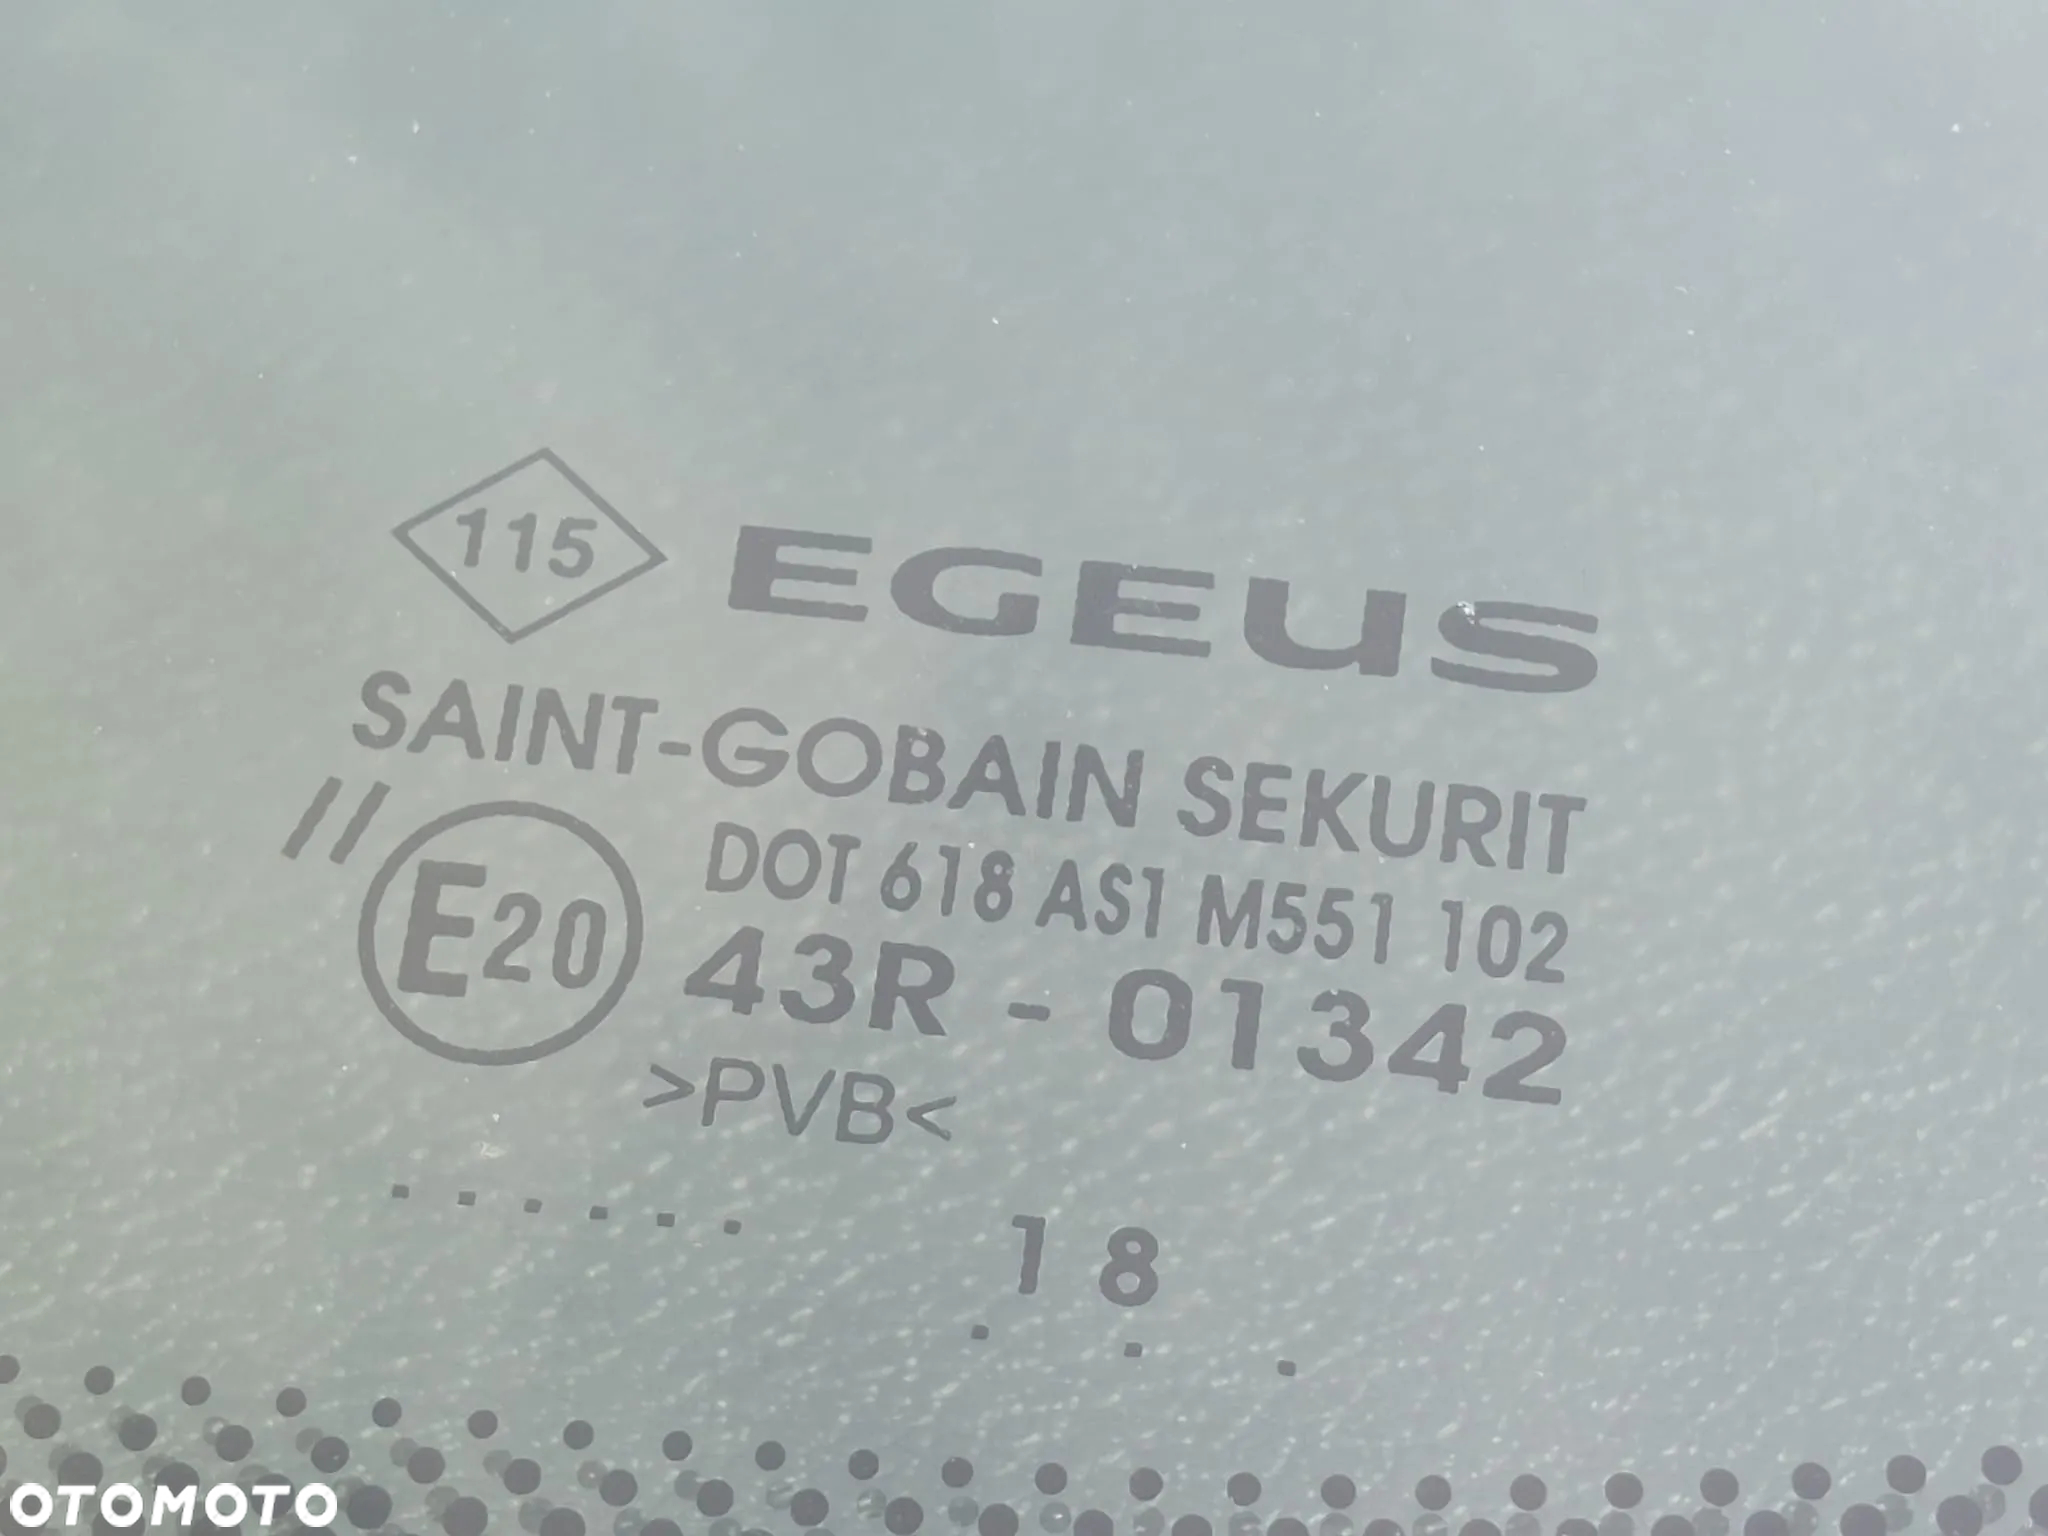 115
EGEUS
SAINT-GOBAIN SEKURIT
// E20
DOT 618 AS1 M551 102
43R - 01342
>PVB<
. . . . . .
18
. . .
OTOMOTO